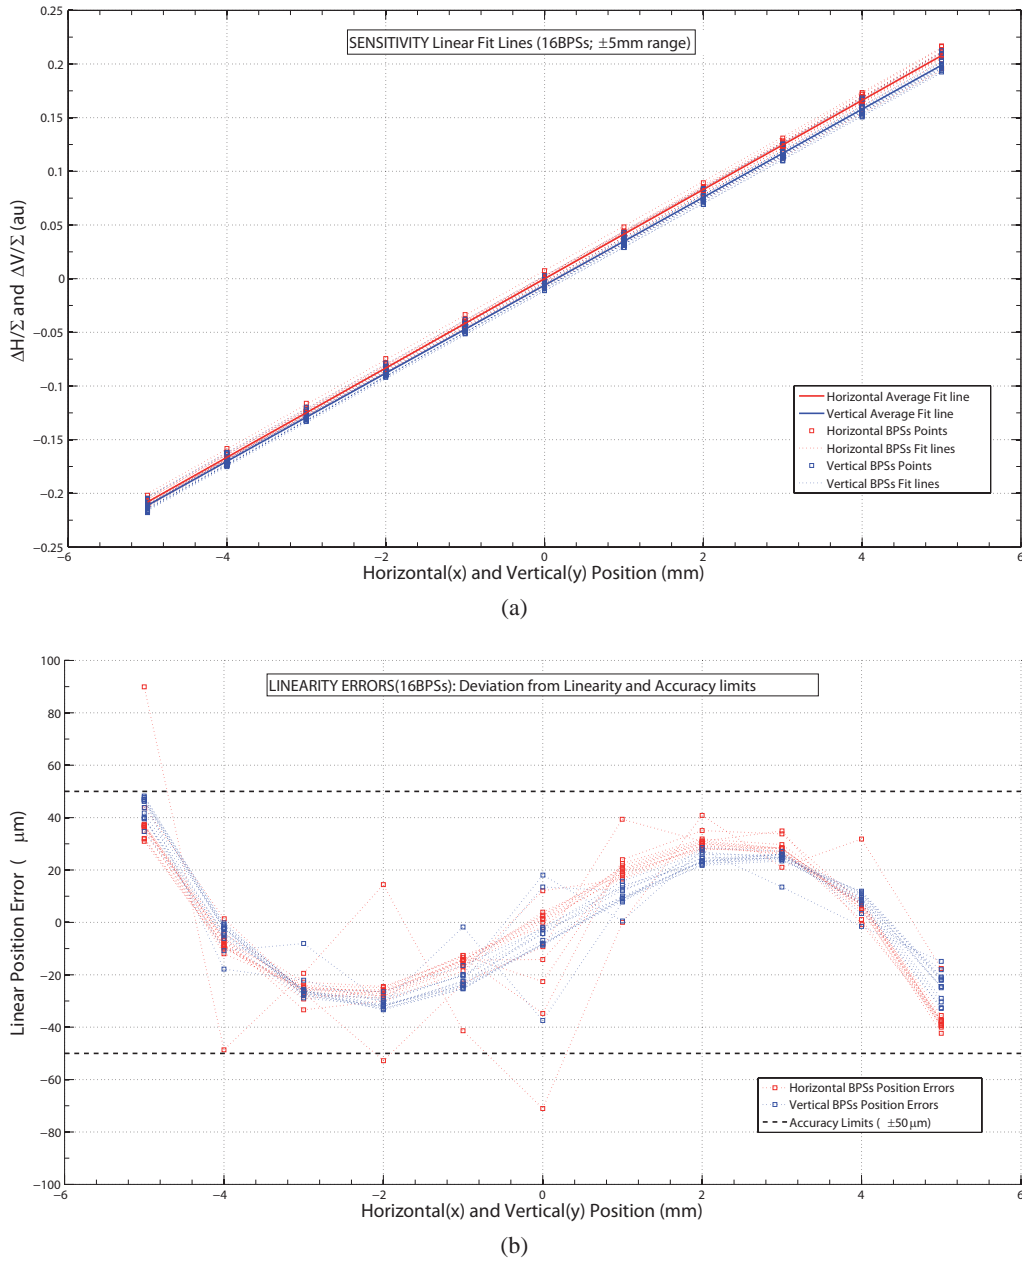 SENSITIVITY Linear Fit Lines (16BPSs; ±5mm range)
0.25
0.2
0.15
0.1
0.05
0
−0.05
−0.1
−0.15
−0.2
−0.25
ΔH/Σ and ΔV/Σ (au)
Horizontal Average Fit line
Vertical Average Fit line
Horizontal BPSs Points
Horizontal BPSs Fit lines
Vertical BPSs Points
Vertical BPSs Fit lines
−6 −4 −2 0 2 4 6
Horizontal(x) and Vertical(y) Position (mm)
(a)
LINEARITY ERRORS(16BPSs): Deviation from Linearity and Accuracy limits
100
80
60
40
20
0
−20
−40
−60
−80
−100
Linear Position Error ( μm)
Horizontal BPSs Position Errors
Vertical BPSs Position Errors
Accuracy Limits ( ±50 μm)
−6 −4 −2 0 2 4 6
Horizontal(x) and Vertical(y) Position (mm)
(b)